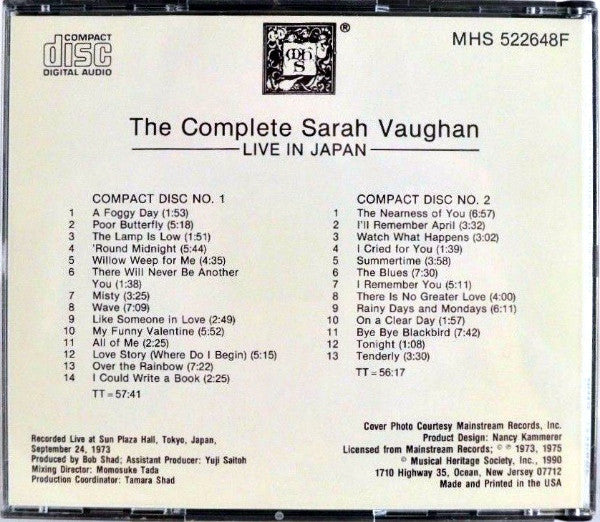 COMPACT
disc
DIGITAL AUDIO
MHS
®
MHS 522648F
The Complete Sarah Vaughan
LIVE IN JAPAN
COMPACT DISC NO. 1
1 A Foggy Day (1:53)
2 Poor Butterfly (5:18)
3 The Lamp is Low (1:51)
4 'Round Midnight (5:44)
5 Willow Weep for Me (4:35)
6 There Will Never Be Another
You (1:38)
7 Misty (3:25)
8 Wave (7:09)
9 Like Someone in Love (2:49)
10 My Funny Valentine (5:52)
11 All of Me (2:25)
12 Love Story (Where Do I Begin) (5:15)
13 Over the Rainbow (7:22)
14 I Could Write a Book (2:25)
TT = 57:41
COMPACT DISC NO. 2
1 The Nearness of You (6:57)
2 I'll Remember April (3:32)
3 Watch What Happens (3:02)
4 I Cried for You (1:39)
5 Summertime (3:58)
6 The Blues (7:30)
7 I Remember You (5:11)
8 There Is No Greater Love (4:00)
9 Rainy Days and Mondays (6:11)
10 On a Clear Day (1:57)
11 Bye Bye Blackbird (7:42)
12 Tonight (1:08)
13 Tenderly (3:30)
TT = 56:17
Recorded Live at Sun Plaza Hall, Tokyo, Japan,
September 24, 1973
Produced by Bob Shad; Assistant Producer: Yuji Saitoh
Mixing Director: Momosuke Tada
Production Coordinator: Tamara Shad
Cover Photo Courtesy Mainstream Records, Inc.
Product Design: Nancy Kammerer
Licensed from Mainstream Records; © ℗ 1973, 1975
© Musical Heritage Society, Inc., 1990
1710 Highway 35, Ocean, New Jersey 07712
Made and Printed in the USA